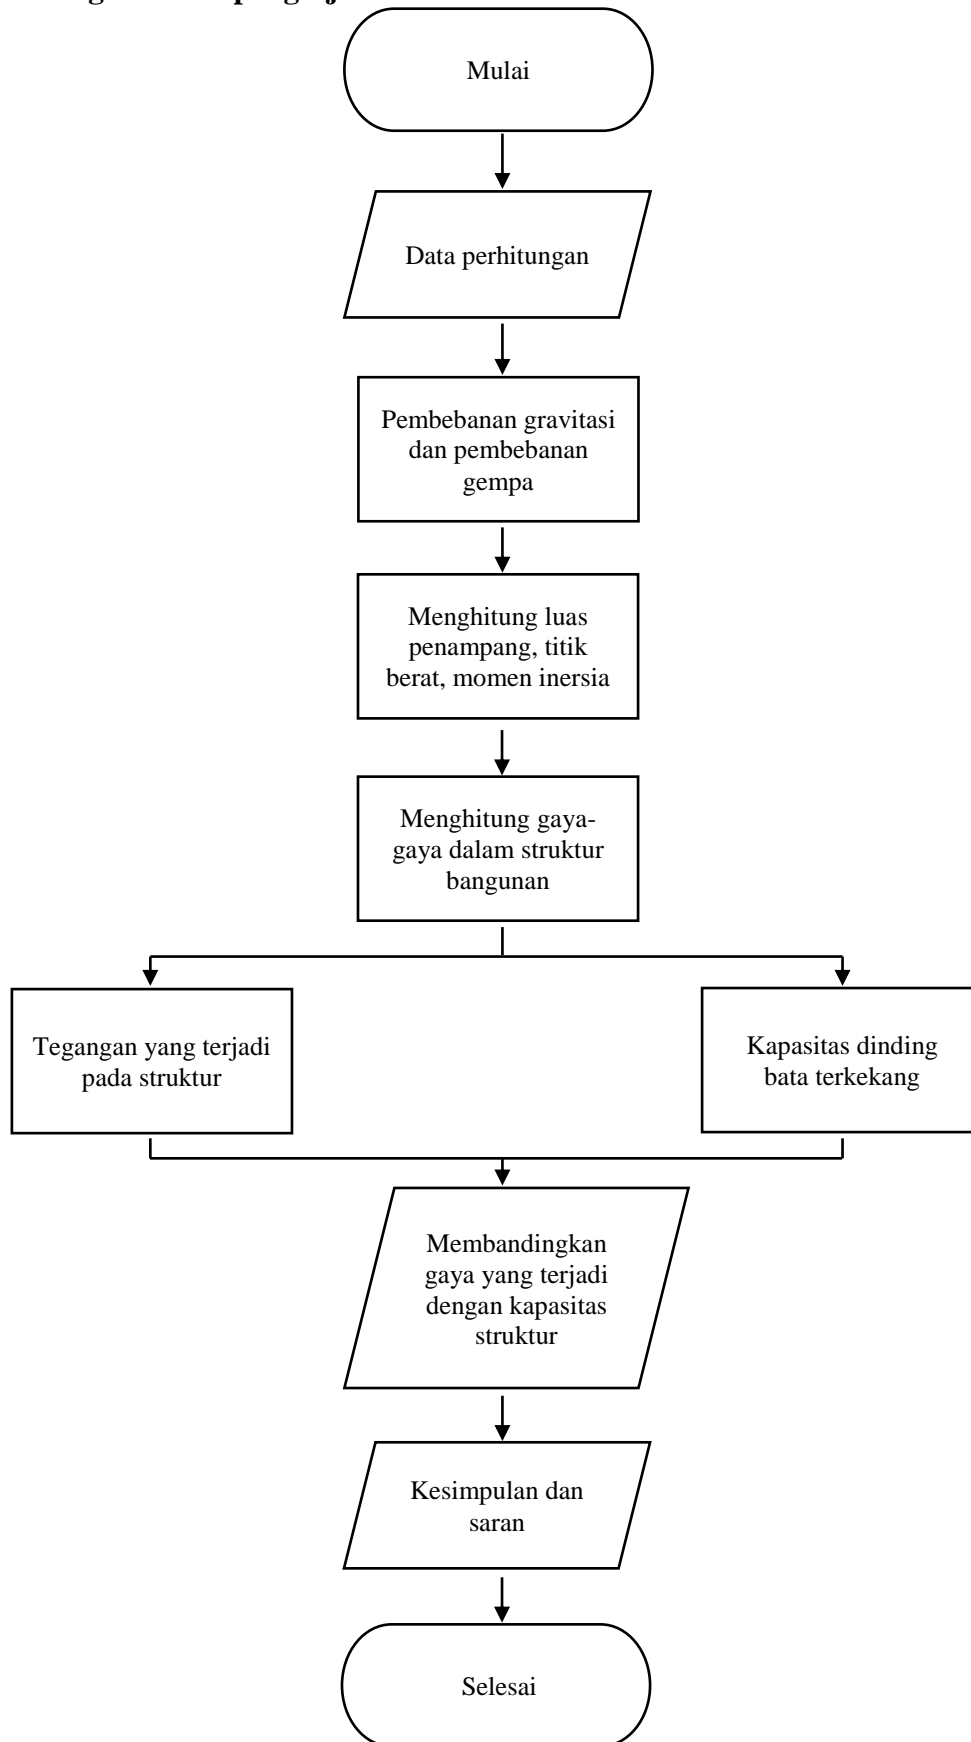 Mulai
Data perhitungan
Pembebanan gravitasi
dan pembebanan
gempa
Menghitung luas
penampang, titik
berat, momen inersia
Menghitung gaya-
gaya dalam struktur
bangunan
Tegangan yang terjadi
pada struktur
Kapasitas dinding
bata terkekang
Membandingkan
gaya yang terjadi
dengan kapasitas
struktur
Kesimpulan dan
saran
Selesai